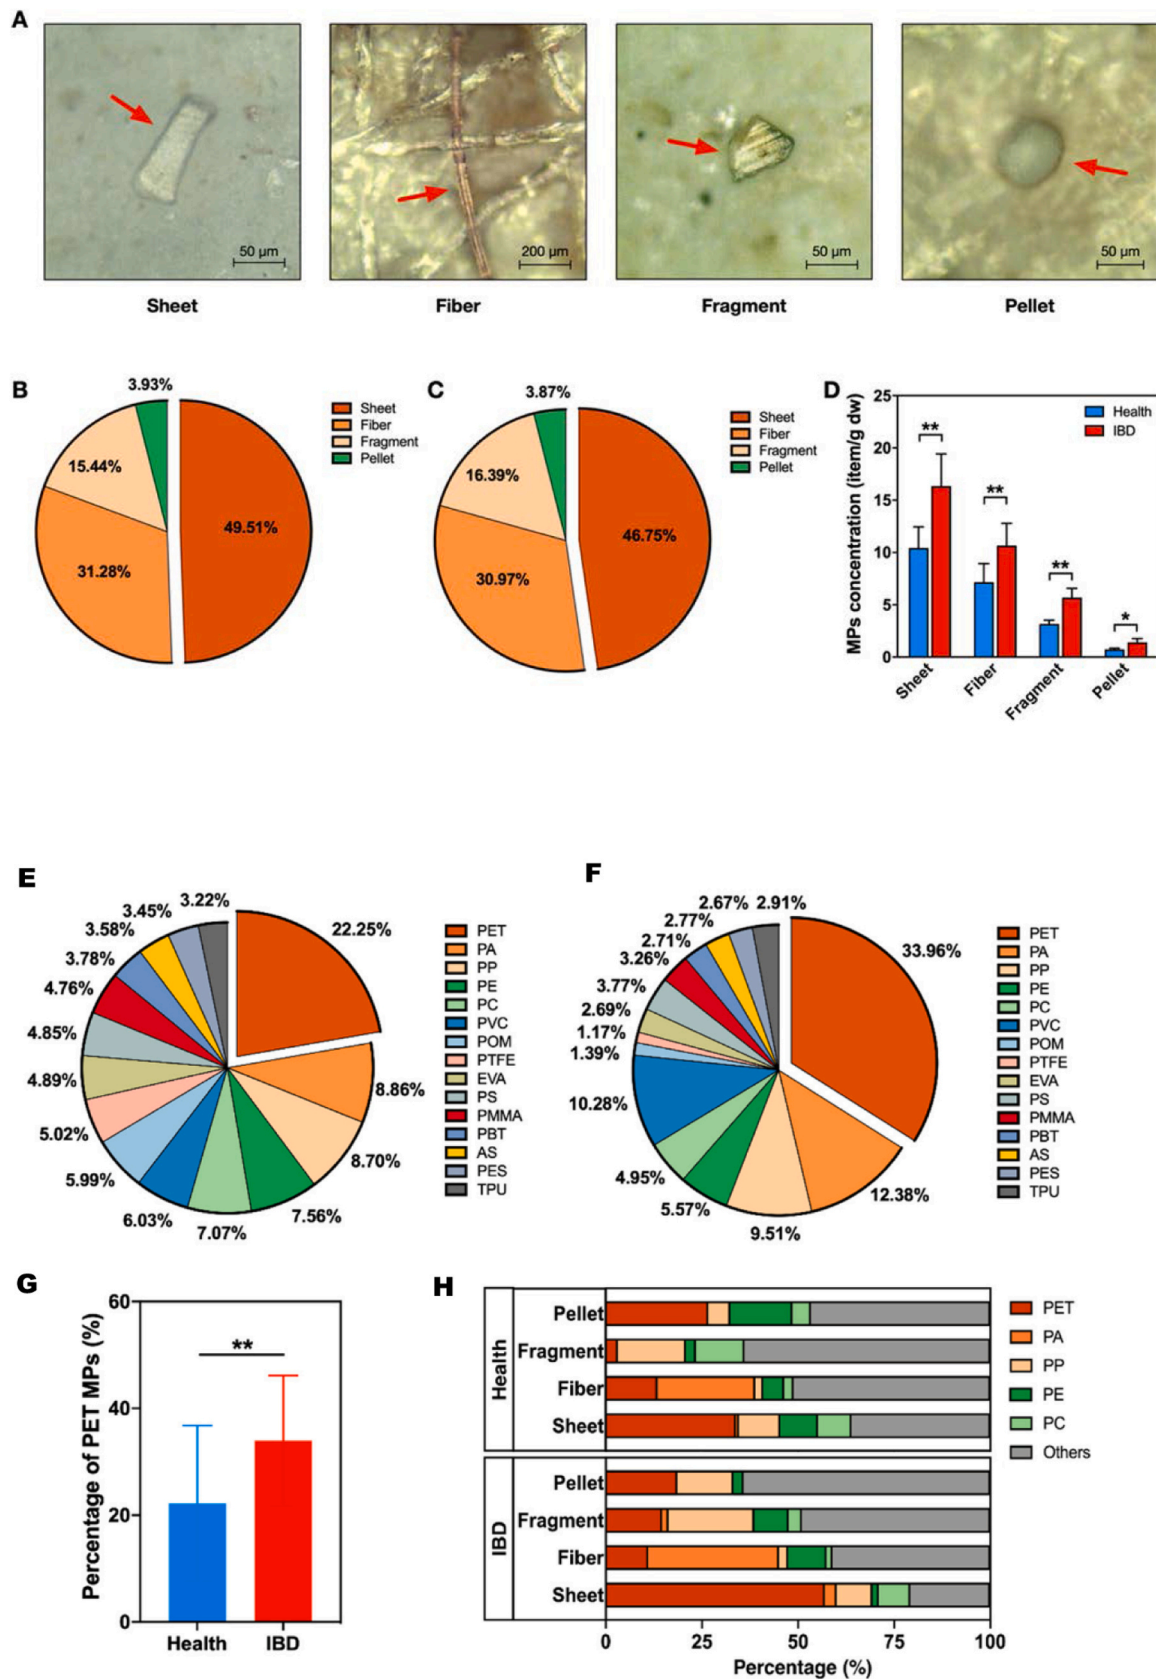 A
50 µm
200 µm
50 µm
50 µm
Sheet
Fiber
Fragment
Pellet
B
3.93%
15.44%
49.51%
31.28%
Sheet
Fiber
Fragment
Pellet
C
3.87%
16.39%
46.75%
30.97%
Sheet
Fiber
Fragment
Pellet
D
MPs concentration (item/g dw)
25
20
15
10
5
0
Health
IBD
**
**
**
*
Sheet
Fiber
Fragment
Pellet
E
3.22%
3.45%
3.58%
3.78%
4.76%
4.85%
4.89%
5.02%
5.99%
6.03%
7.07%
7.56%
8.70%
8.86%
22.25%
PET
PA
PP
PE
PC
PVC
POM
PTFE
EVA
PS
PMMA
PBT
AS
PES
TPU
F
2.91%
2.67%
2.77%
2.71%
3.26%
3.77%
2.69%
1.17%
1.39%
10.28%
4.95%
5.57%
9.51%
12.38%
33.96%
PET
PA
PP
PE
PC
PVC
POM
PTFE
EVA
PS
PMMA
PBT
AS
PES
TPU
G
Percentage of PET MPs (%)
60
40
20
0
**
Health
IBD
H
Health
Pellet
Fragment
Fiber
Sheet
IBD
Pellet
Fragment
Fiber
Sheet
0
25
50
75
100
Percentage (%)
PET
PA
PP
PE
PC
Others